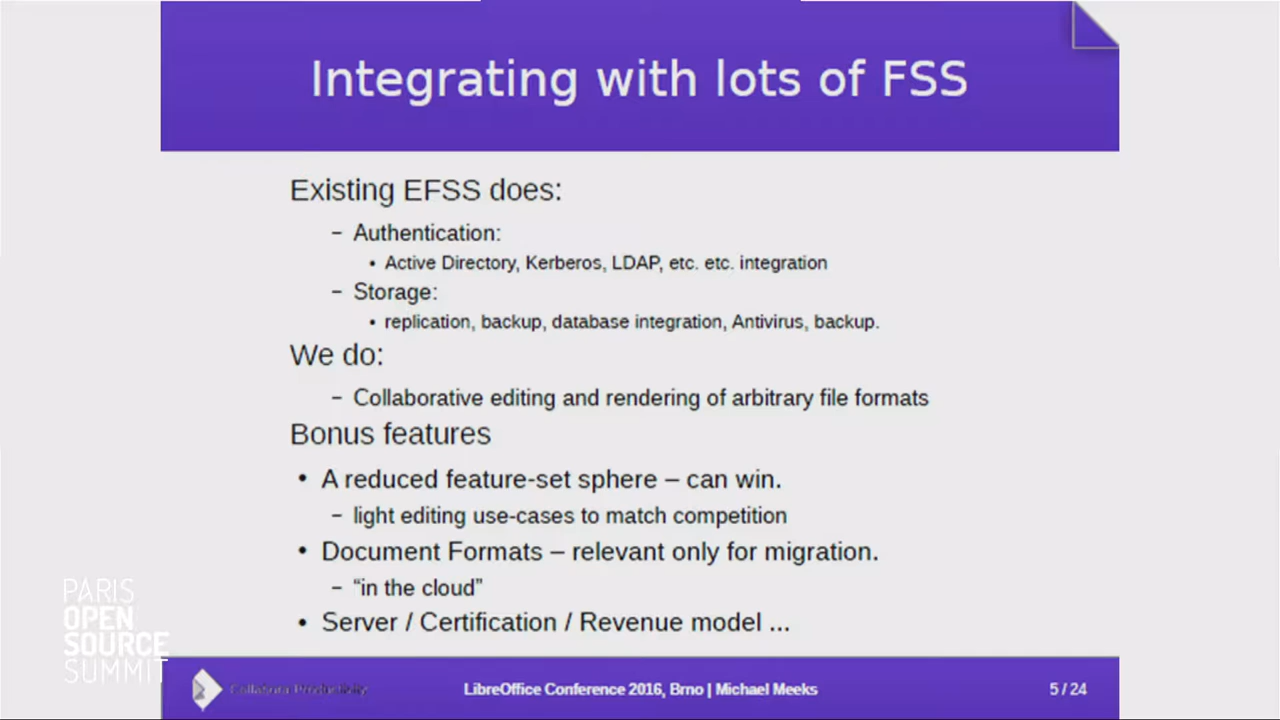 Integrating with lots of FSS
Existing EFSS does:
– Authentication:
• Active Directory, Kerberos, LDAP, etc. etc. integration
– Storage:
• replication, backup, database integration, Antivirus, backup.
We do:
– Collaborative editing and rendering of arbitrary file formats
Bonus features
• A reduced feature-set sphere – can win.
– light editing use-cases to match competition
• Document Formats – relevant only for migration.
– “in the cloud”
• Server / Certification / Revenue model ...
PARIS
OPEN
SOURCE
SUMMIT
Collabora Productivity
LibreOffice Conference 2016, Brno | Michael Meeks
5 / 24